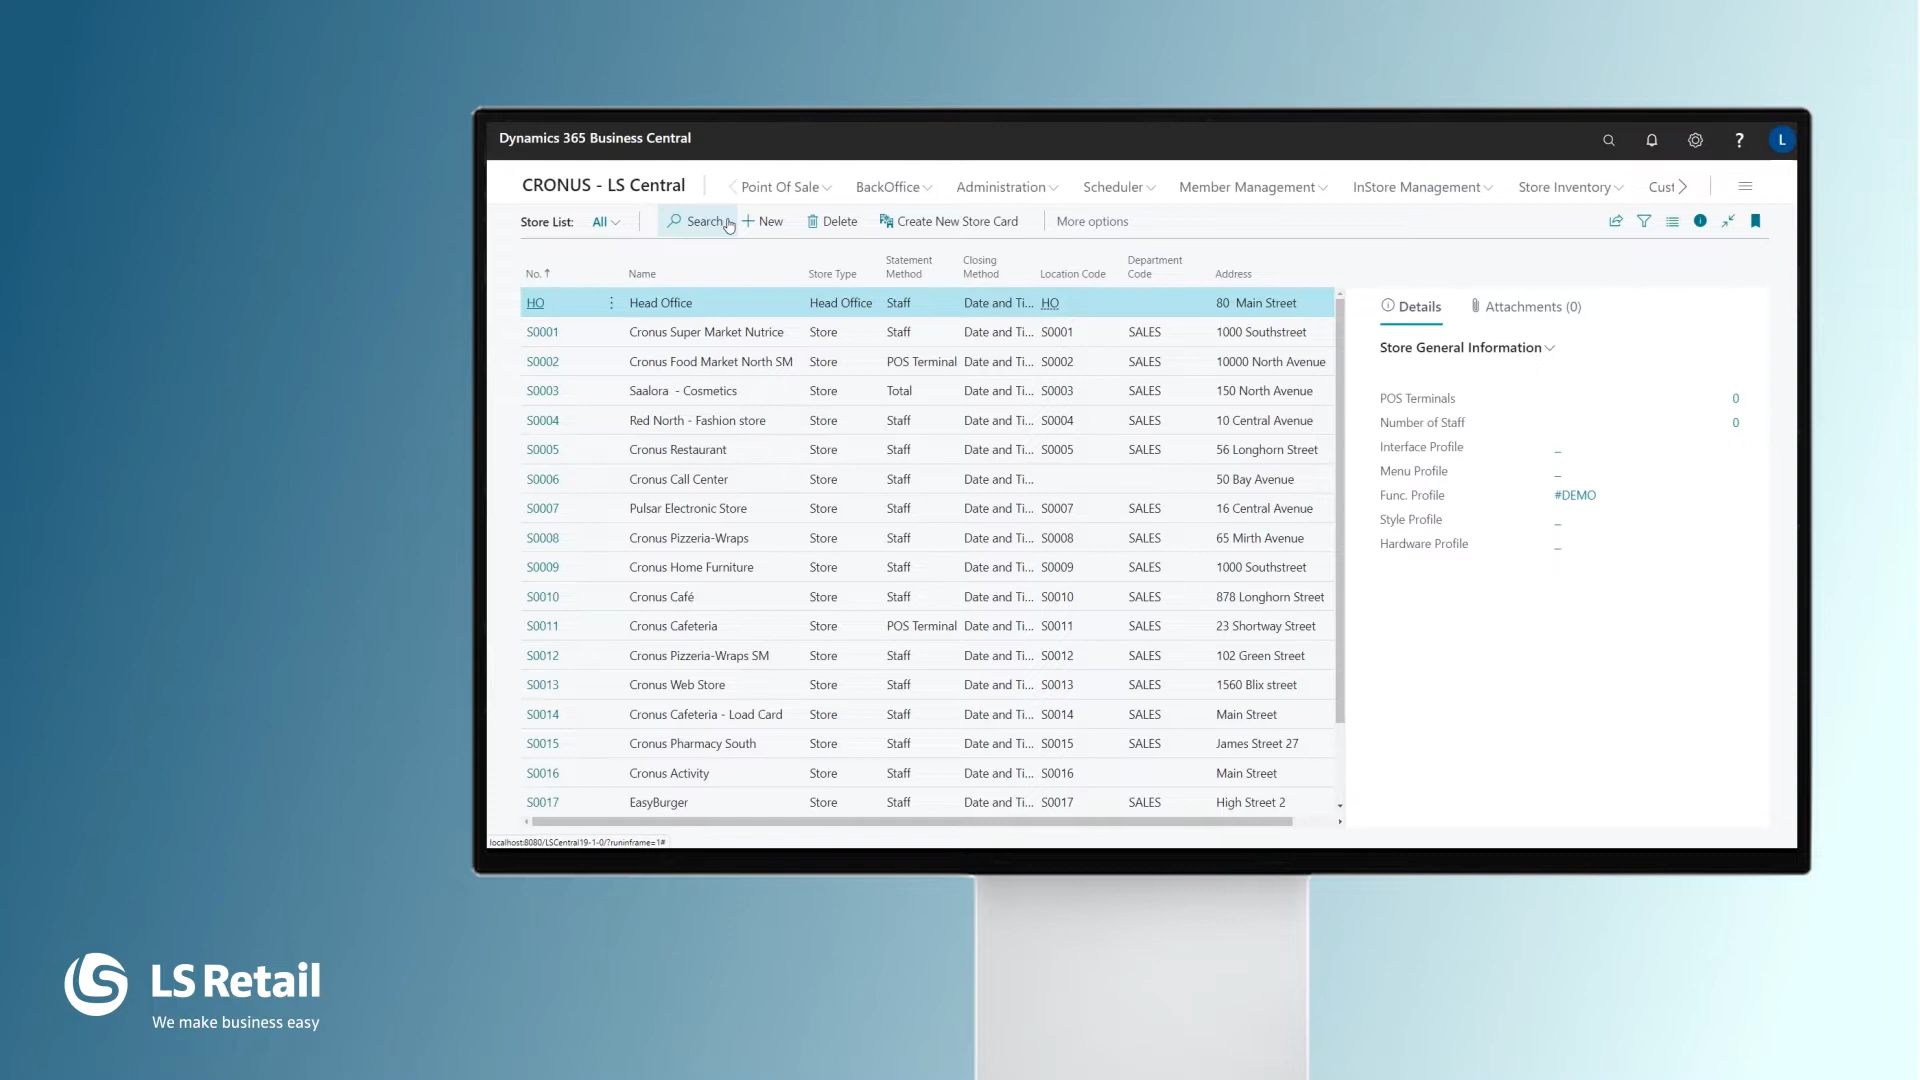 Dynamics 365 Business Central
L
CRONUS - LS Central Point Of Sale BackOffice Administration Scheduler Member Management InStore Management Store Inventory Cust
Store List: All Search New Delete Create New Store Card More options
No. ↑ Name Store Type Statement Method Closing Method Location Code Department Code Address
HO Head Office Head Office Staff Date and Ti... HO 80 Main Street
S0001 Cronus Super Market Nutrice Store Staff Date and Ti... S0001 SALES 1000 Southstreet
S0002 Cronus Food Market North SM Store POS Terminal Date and Ti... S0002 SALES 10000 North Avenue
S0003 Saalora - Cosmetics Store Total Date and Ti... S0003 SALES 150 North Avenue
S0004 Red North - Fashion store Store Staff Date and Ti... S0004 SALES 10 Central Avenue
S0005 Cronus Restaurant Store Staff Date and Ti... S0005 SALES 56 Longhorn Street
S0006 Cronus Call Center Store Staff Date and Ti... 50 Bay Avenue
S0007 Pulsar Electronic Store Store Staff Date and Ti... S0007 SALES 16 Central Avenue
S0008 Cronus Pizzeria-Wraps Store Staff Date and Ti... S0008 SALES 65 Mirth Avenue
S0009 Cronus Home Furniture Store Staff Date and Ti... S0009 SALES 1000 Southstreet
S0010 Cronus Café Store Staff Date and Ti... S0010 SALES 878 Longhorn Street
S0011 Cronus Cafeteria Store POS Terminal Date and Ti... S0011 SALES 23 Shortway Street
S0012 Cronus Pizzeria-Wraps SM Store Staff Date and Ti... S0012 SALES 102 Green Street
S0013 Cronus Web Store Store Staff Date and Ti... S0013 SALES 1560 Blix street
S0014 Cronus Cafeteria - Load Card Store Staff Date and Ti... S0014 SALES Main Street
S0015 Cronus Pharmacy South Store Staff Date and Ti... S0015 SALES James Street 27
S0016 Cronus Activity Store Staff Date and Ti... S0016 Main Street
S0017 EasyBurger Store Staff Date and Ti... S0017 SALES High Street 2
Details Attachments (0)
Store General Information
POS Terminals 0
Number of Staff 0
Interface Profile _
Menu Profile _
Func. Profile #DEMO
Style Profile _
Hardware Profile _
localhost:8080/LSCentral19-1-0/?runinframe=1#
LS Retail
We make business easy